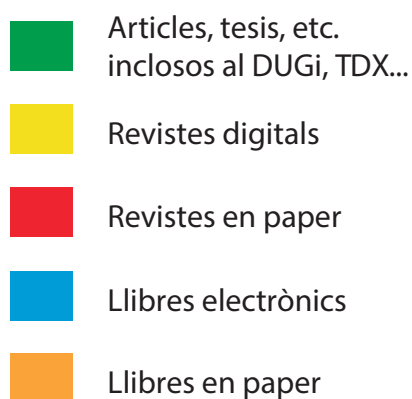 Articles, tesis, etc.
inclosos al DUGi, TDX...
Revistes digitals
Revistes en paper
Llibres electrònics
Llibres en paper